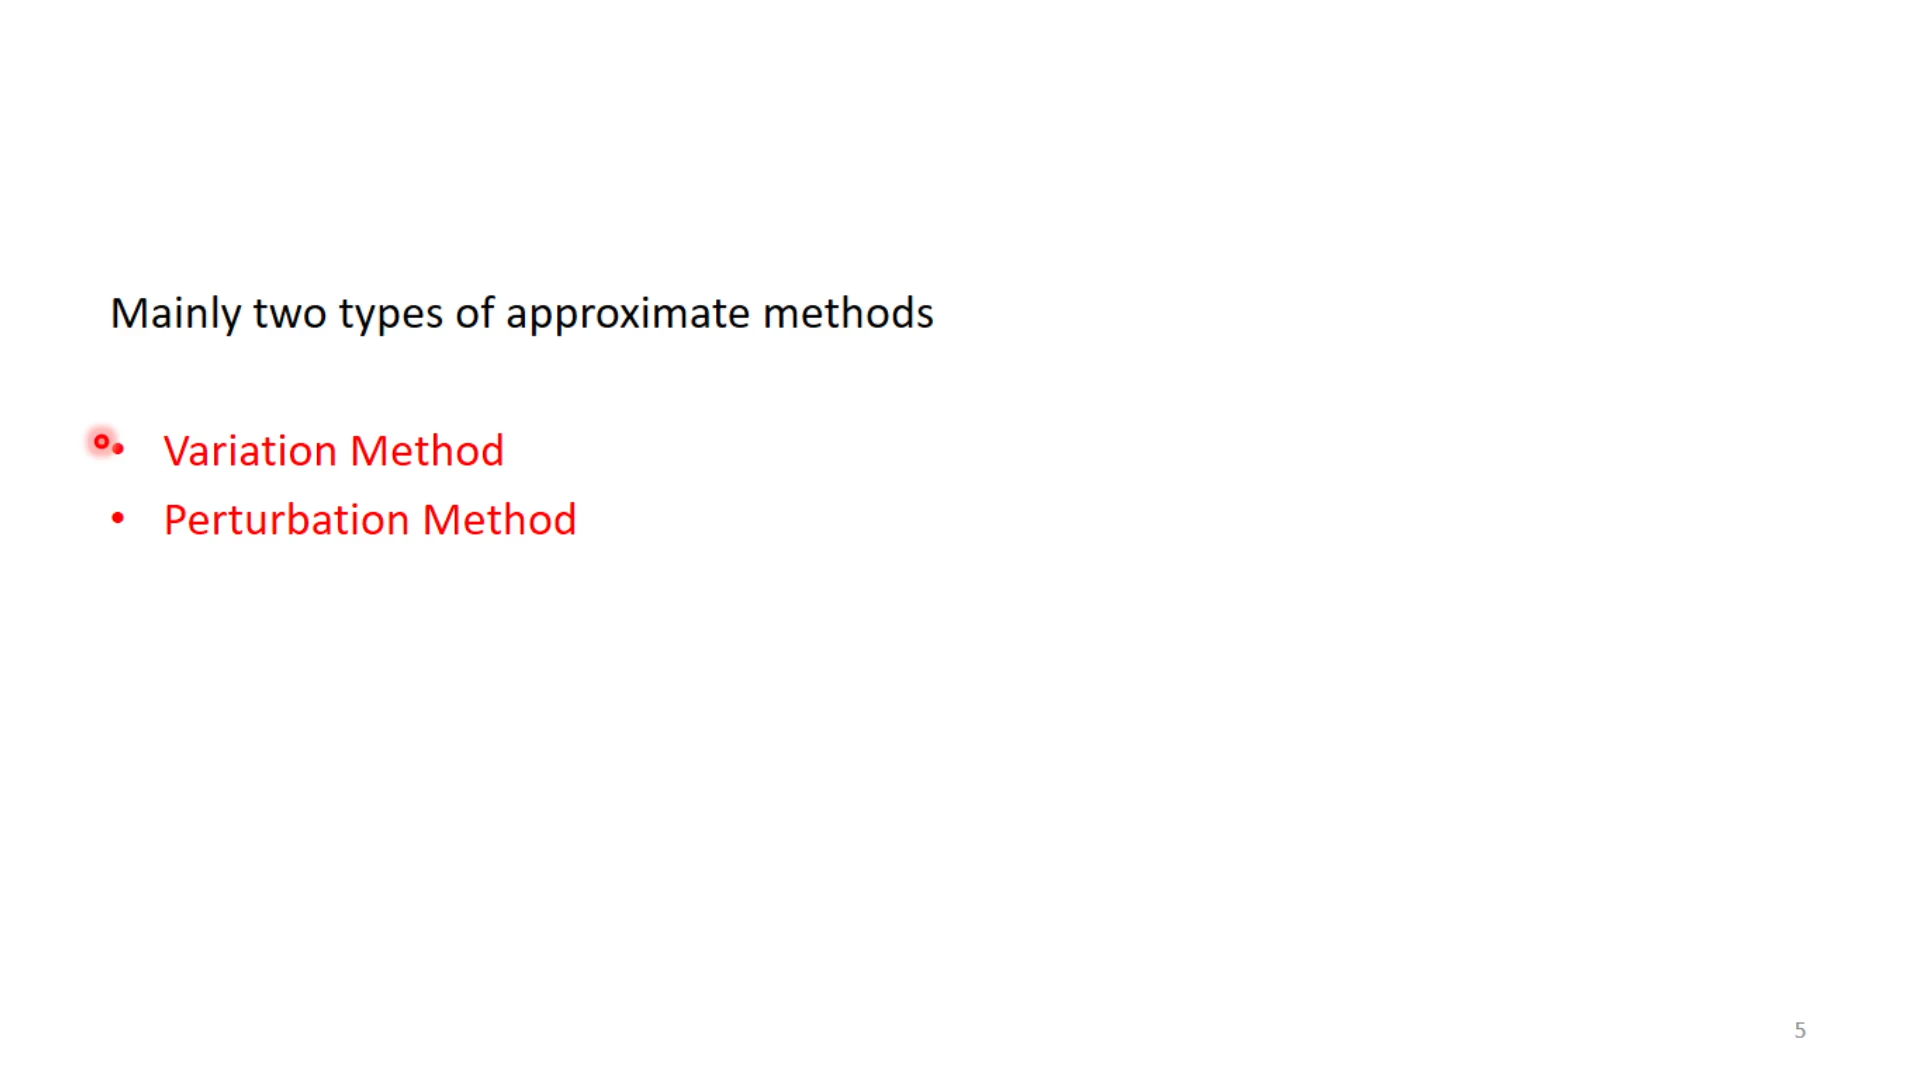 Mainly two types of approximate methods
• Variation Method
• Perturbation Method
5